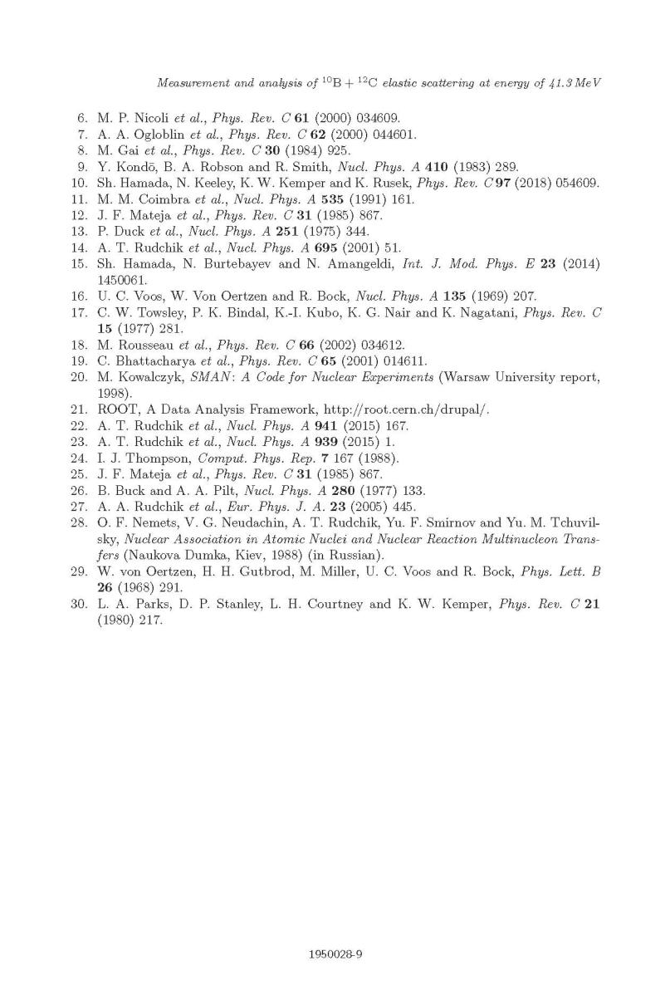 Measurement and analysis of ¹⁰B + ¹²C elastic scattering at energy of 41.3 MeV
6. M. P. Nicoli et al., Phys. Rev. C 61 (2000) 034609.
7. A. A. Ogloblin et al., Phys. Rev. C 62 (2000) 044601.
8. M. Gai et al., Phys. Rev. C 30 (1984) 925.
9. Y. Kondō, B. A. Robson and R. Smith, Nucl. Phys. A 410 (1983) 289.
10. Sh. Hamada, N. Keeley, K. W. Kemper and K. Rusek, Phys. Rev. C 97 (2018) 054609.
11. M. M. Coimbra et al., Nucl. Phys. A 535 (1991) 161.
12. J. F. Mateja et al., Phys. Rev. C 31 (1985) 867.
13. P. Duck et al., Nucl. Phys. A 251 (1975) 344.
14. A. T. Rudchik et al., Nucl. Phys. A 695 (2001) 51.
15. Sh. Hamada, N. Burtebayev and N. Amangeldi, Int. J. Mod. Phys. E 23 (2014)
1450061.
16. U. C. Voos, W. Von Oertzen and R. Bock, Nucl. Phys. A 135 (1969) 207.
17. C. W. Towsley, P. K. Bindal, K.-I. Kubo, K. G. Nair and K. Nagatani, Phys. Rev. C
15 (1977) 281.
18. M. Rousseau et al., Phys. Rev. C 66 (2002) 034612.
19. C. Bhattacharya et al., Phys. Rev. C 65 (2001) 014611.
20. M. Kowalczyk, SMAN: A Code for Nuclear Experiments (Warsaw University report,
1998).
21. ROOT, A Data Analysis Framework, http://root.cern.ch/drupal/.
22. A. T. Rudchik et al., Nucl. Phys. A 941 (2015) 167.
23. A. T. Rudchik et al., Nucl. Phys. A 939 (2015) 1.
24. I. J. Thompson, Comput. Phys. Rep. 7 167 (1988).
25. J. F. Mateja et al., Phys. Rev. C 31 (1985) 867.
26. B. Buck and A. A. Pilt, Nucl. Phys. A 280 (1977) 133.
27. A. A. Rudchik et al., Eur. Phys. J. A. 23 (2005) 445.
28. O. F. Nemets, V. G. Neudachin, A. T. Rudchik, Yu. F. Smirnov and Yu. M. Tchuvil-
sky, Nuclear Association in Atomic Nuclei and Nuclear Reaction Multinucleon Trans-
fers (Naukova Dumka, Kiev, 1988) (in Russian).
29. W. von Oertzen, H. H. Gutbrod, M. Miller, U. C. Voos and R. Bock, Phys. Lett. B
26 (1968) 291.
30. L. A. Parks, D. P. Stanley, L. H. Courtney and K. W. Kemper, Phys. Rev. C 21
(1980) 217.
1950028-9